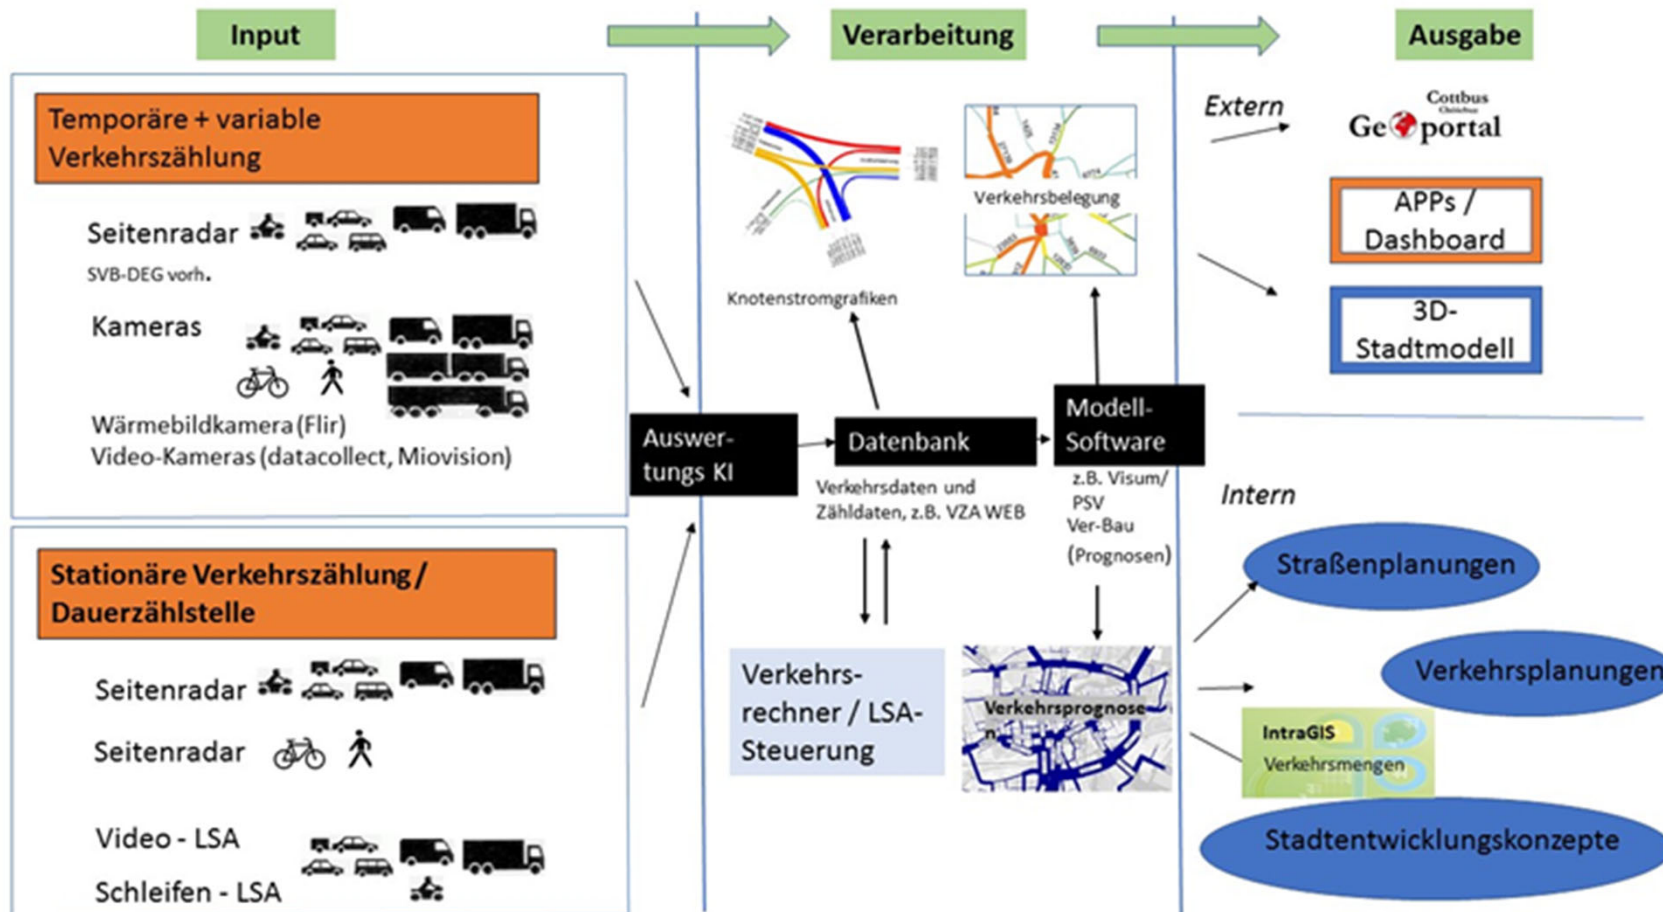 Input
Verarbeitung
Ausgabe
Temporäre + variable
Verkehrszählung
Seitenradar
SVB-DEG vorh.
Kameras
Wärmebildkamera (Flir)
Video-Kameras (datacollect, Miovision)
Stationäre Verkehrszählung /
Dauerzählstelle
Seitenradar
Seitenradar
Video - LSA
Schleifen - LSA
Auswer-
tungs KI
Knotenstromgrafiken
Verkehrsbelegung
Datenbank
Verkehrsdaten und
Zähldaten, z.B. VZA WEB
Modell-
Software
z.B. Visum/
PSV
Ver-Bau
(Prognosen)
Verkehrs-
rechner / LSA-
Steuerung
Verkehrsprognose
n
Extern
Cottbus
Geoportal
APPs /
Dashboard
3D-
Stadtmodell
Intern
Straßenplanungen
Verkehrsplanungen
IntraGIS
Verkehrsmengen
Stadtentwicklungskonzepte